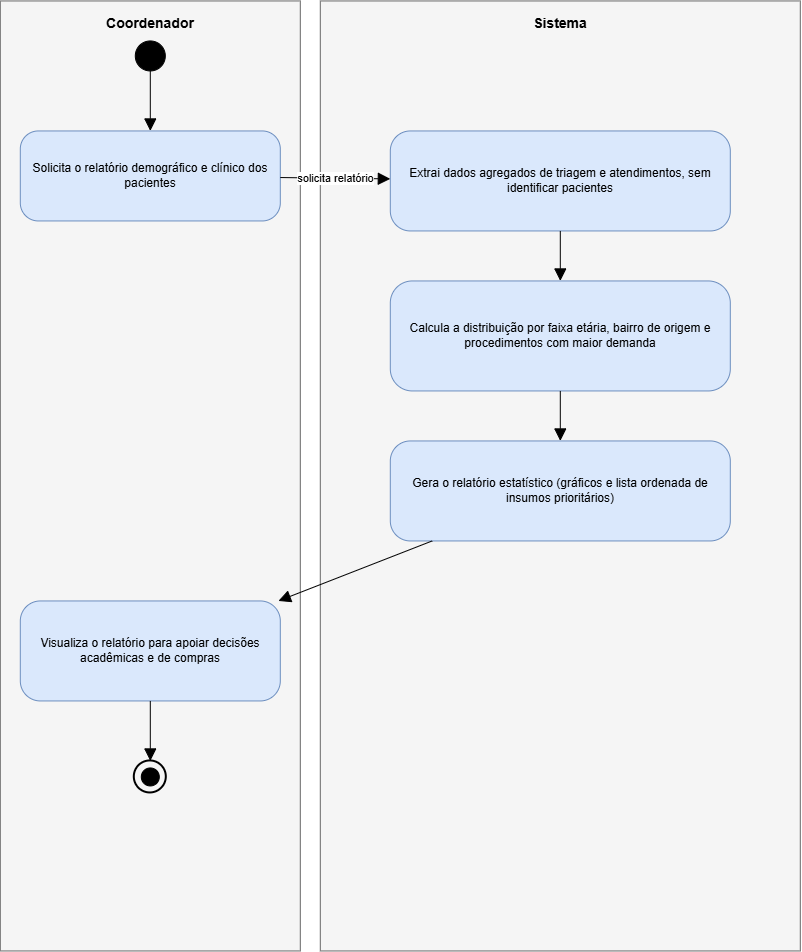 Coordenador
Sistema
Solicita o relatório demográfico e clínico dos
pacientes
solicita relatório
Extrai dados agregados de triagem e atendimentos, sem
identificar pacientes
Calcula a distribuição por faixa etária, bairro de origem e
procedimentos com maior demanda
Gera o relatório estatístico (gráficos e lista ordenada de
insumos prioritários)
Visualiza o relatório para apoiar decisões
acadêmicas e de compras